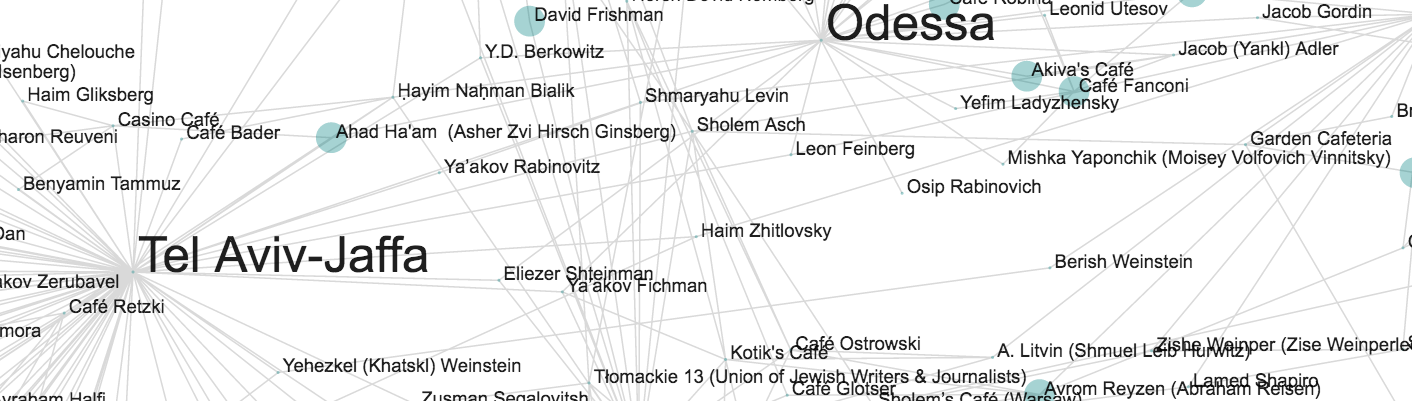 David Frishman
Café Robina
Leonid Utesov
Jacob Gordin
Odessa
yahu Chelouche
Y.D. Berkowitz
Jacob (Yankl) Adler
lsenberg)
Akiva's Café
Café Fanconi
Haim Gliksberg
Ḥayim Naḥman Bialik
Shmaryahu Levin
Yefim Ladyzhensky
Casino Café
Café Bader
Ahad Ha'am (Asher Zvi Hirsch Ginsberg)
Sholem Asch
haron Reuveni
Garden Cafeteria
Leon Feinberg
Mishka Yaponchik (Moisey Volfovich Vinnitsky)
Ya'akov Rabinovitz
Benyamin Tammuz
Osip Rabinovich
Dan
Haim Zhitlovsky
Tel Aviv-Jaffa
Berish Weinstein
Eliezer Shteinman
akov Zerubavel
Ya'akov Fichman
Café Retzki
mora
Café Ostrowski
Kotik's Café
A. Litvin (Shmuel Leib Hurwitz)
Zishe Weinper (Zise Weinperle
Yehezkel (Khatskl) Weinstein
Tłomackie 13 (Union of Jewish Writers & Journalists)
Lamed Shapiro
Café Glotser
Avrom Reyzen (Abraham Reisen)
Zusman Segalovitsh
Sholem's Café (Warsaw)
vraham Halfi